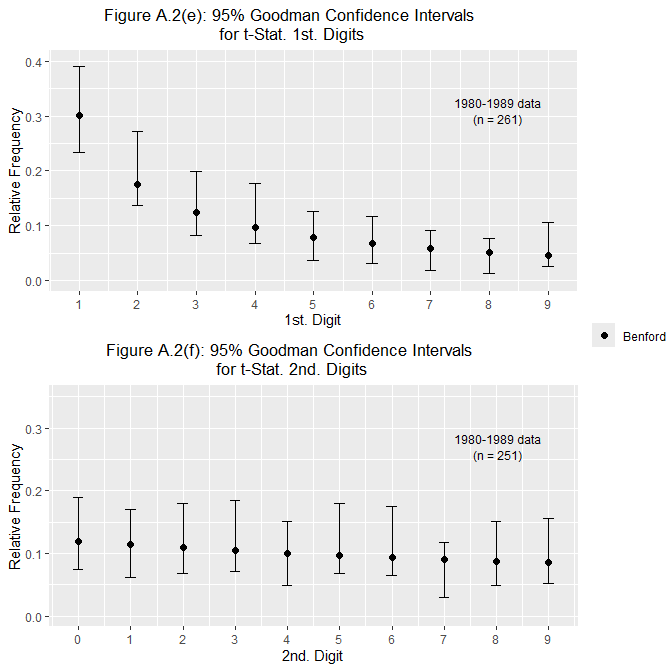 Figure A.2(e): 95% Goodman Confidence Intervals
for t-Stat. 1st. Digits
Relative Frequency
0.4
0.3
0.2
0.1
0.0
1980-1989 data
(n = 261)
1 2 3 4 5 6 7 8 9
1st. Digit
Benford
Figure A.2(f): 95% Goodman Confidence Intervals
for t-Stat. 2nd. Digits
Relative Frequency
0.3
0.2
0.1
0.0
1980-1989 data
(n = 251)
0 1 2 3 4 5 6 7 8 9
2nd. Digit